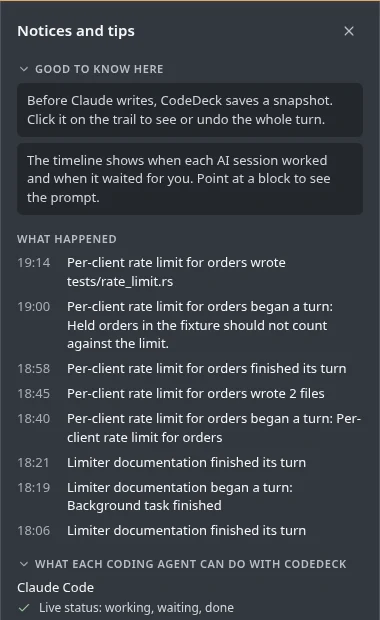 Notices and tips
GOOD TO KNOW HERE
Before Claude writes, CodeDeck saves a snapshot.
Click it on the trail to see or undo the whole turn.
The timeline shows when each AI session worked
and when it waited for you. Point at a block to see
the prompt.
WHAT HAPPENED
19:14 Per-client rate limit for orders wrote
tests/rate_limit.rs
19:00 Per-client rate limit for orders began a turn:
Held orders in the fixture should not count
against the limit.
18:58 Per-client rate limit for orders finished its turn
18:45 Per-client rate limit for orders wrote 2 files
18:40 Per-client rate limit for orders began a turn: Per-
client rate limit for orders
18:21 Limiter documentation finished its turn
18:19 Limiter documentation began a turn:
Background task finished
18:06 Limiter documentation finished its turn
WHAT EACH CODING AGENT CAN DO WITH CODEDECK
Claude Code
Live status: working, waiting, done